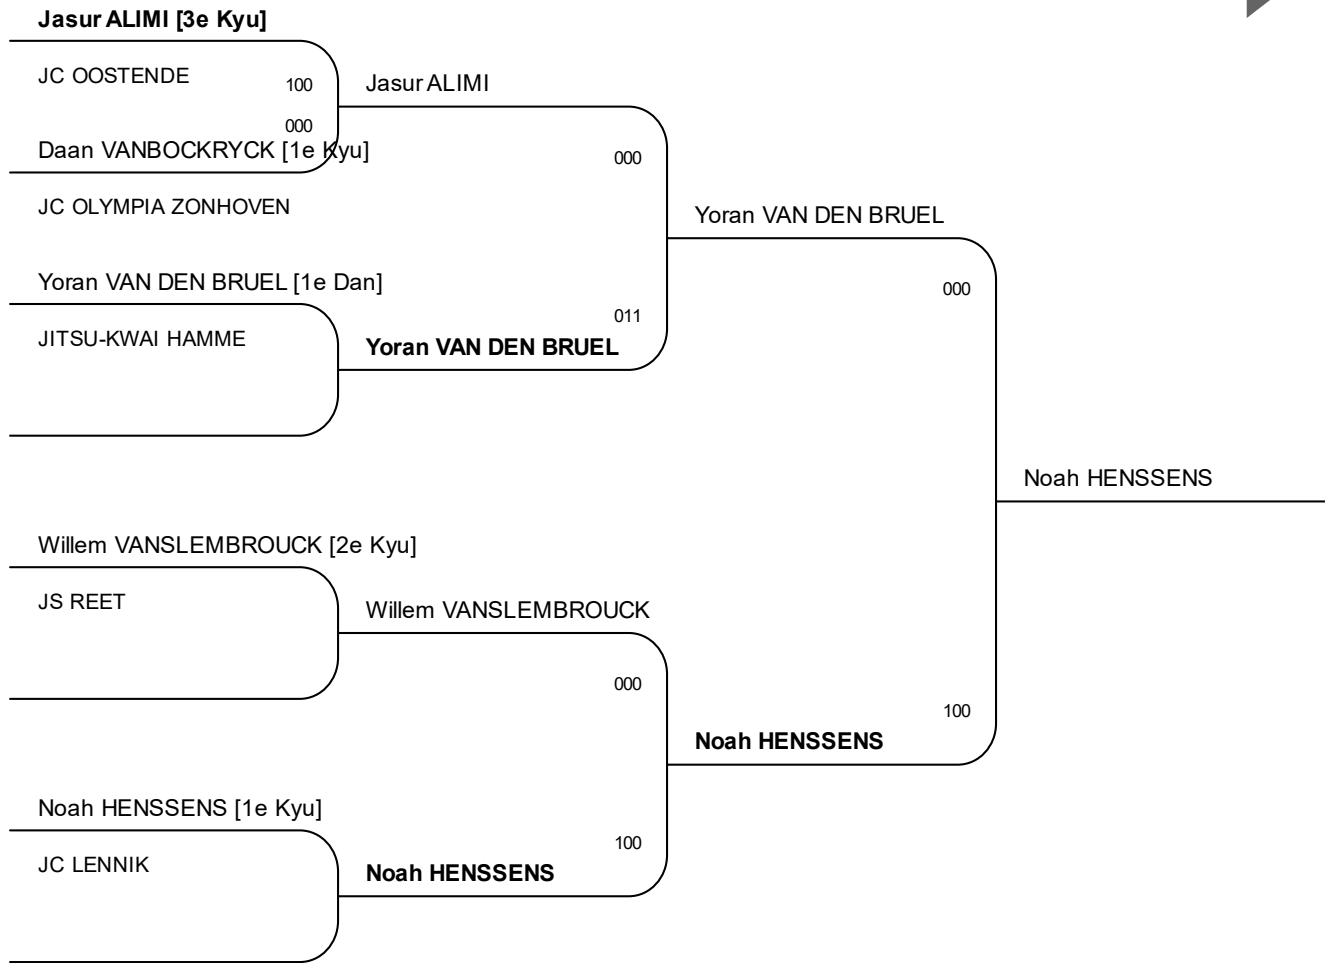 Jasur ALIMI [3e Kyu]
JC OOSTENDE
100
Jasur ALIMI
000
Daan VANBOCKRYCK [1e Kyu]
000
JC OLYMPIA ZONHOVEN
Yoran VAN DEN BRUEL
Yoran VAN DEN BRUEL [1e Dan]
000
011
JITSU-KWAI HAMME
Yoran VAN DEN BRUEL
Noah HENSSENS
Willem VANSLEMBROUCK [2e Kyu]
JS REET
Willem VANSLEMBROUCK
000
100
Noah HENSSENS
Noah HENSSENS [1e Kyu]
100
JC LENNIK
Noah HENSSENS